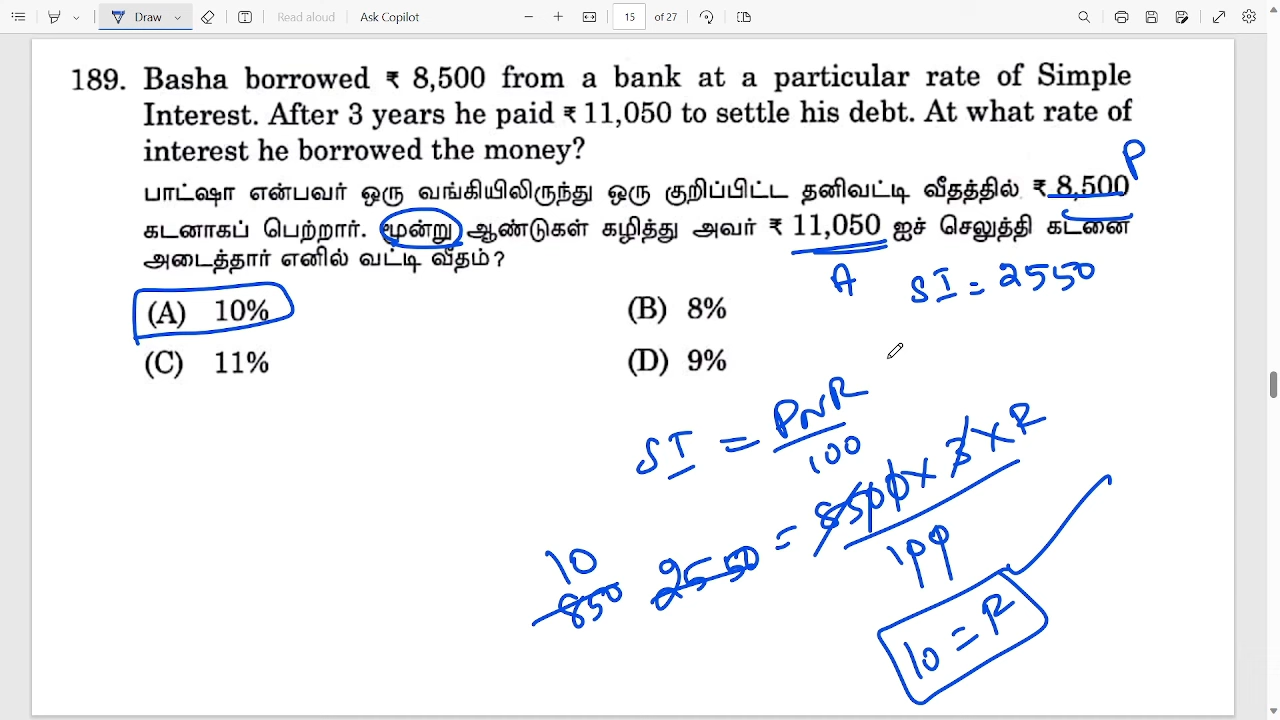 Draw
Read aloud
Ask Copilot
15 of 27
189. Basha borrowed ₹ 8,500 from a bank at a particular rate of Simple
Interest. After 3 years he paid ₹ 11,050 to settle his debt. At what rate of
interest he borrowed the money?
P
பாட்ஷா என்பவர் ஒரு வங்கியிலிருந்து ஒரு குறிப்பிட்ட தனிவட்டி வீதத்தில் ₹ 8,500
கடனாகப் பெற்றார். மூன்று ஆண்டுகள் கழித்து அவர் ₹ 11,050 ஐச் செலுத்தி கடனை
அடைத்தார் எனில் வட்டி வீதம்?
A
SI = 2550
(A) 10%
(B) 8%
(C) 11%
(D) 9%
SI = PNR
100
2550 = 8500 x 3 x R
100
10
850
10 = R